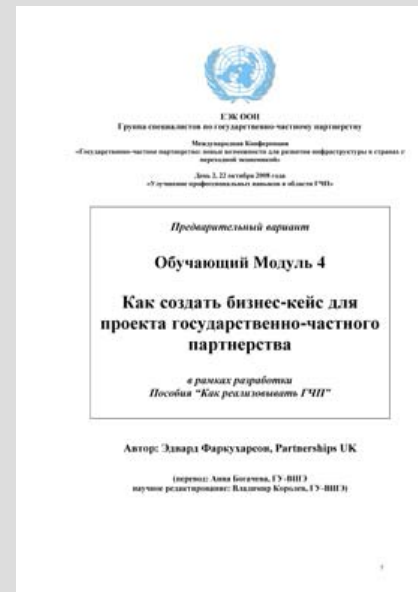 ЕЭК ООН
Группа специалистов по государственно-частному партнерству
Международная Конференция
«Государственно-частное партнерство: новые возможности для развития инфраструктуры в странах с
переходной экономикой»
День 2, 22 октября 2008 года
«Улучшение профессиональных навыков в области ГЧП»
Предварительный вариант
Обучающий Модуль 4
Как создать бизнес-кейс для
проекта государственно-частного
партнерства
в рамках разработки
Пособия “Как реализовывать ГЧП”
Автор: Эдвард Фаркухарсон, Partnerships UK
(перевод: Анна Богачева, ГУ-ВШЭ
научное редактирование: Владимир Королев, ГУ-ВШЭ)